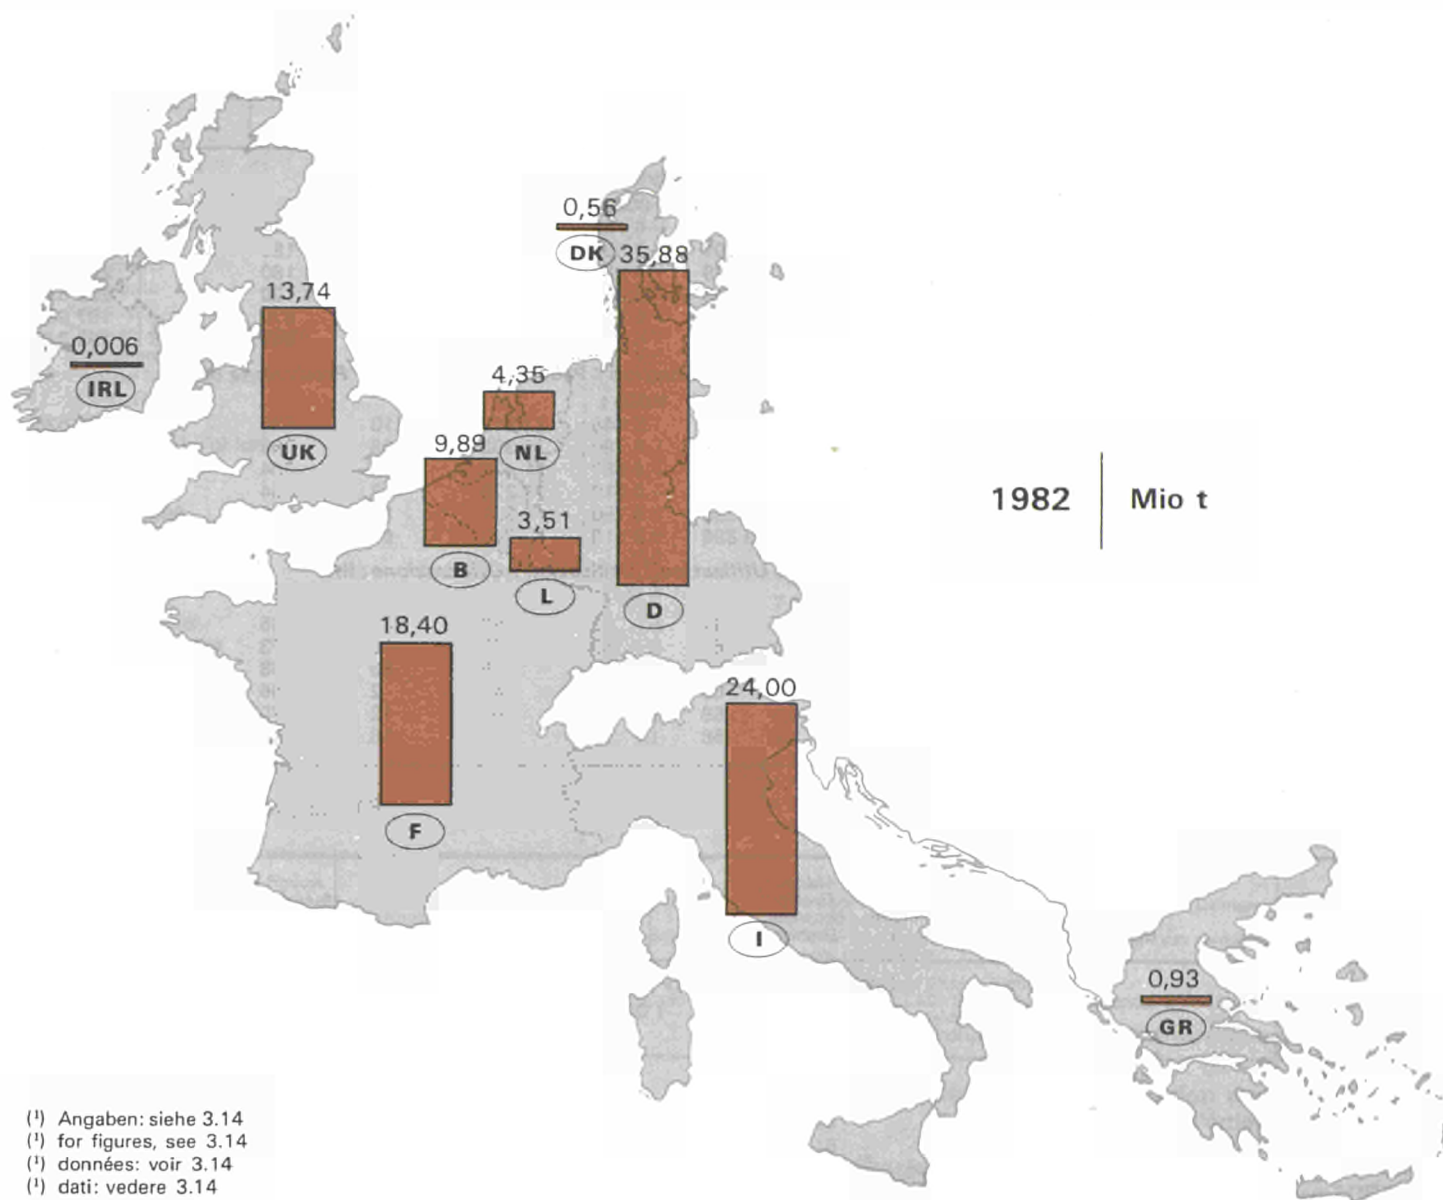 0,56
DK
35,88
13,74
UK
0,006
IRL
4,35
NL
9,89
B
3,51
L
D
1982 Mio t
18,40
F
24,00
I
0,93
GR
(¹) Angaben: siehe 3.14
(¹) for figures, see 3.14
(¹) données: voir 3.14
(¹) dati: vedere 3.14